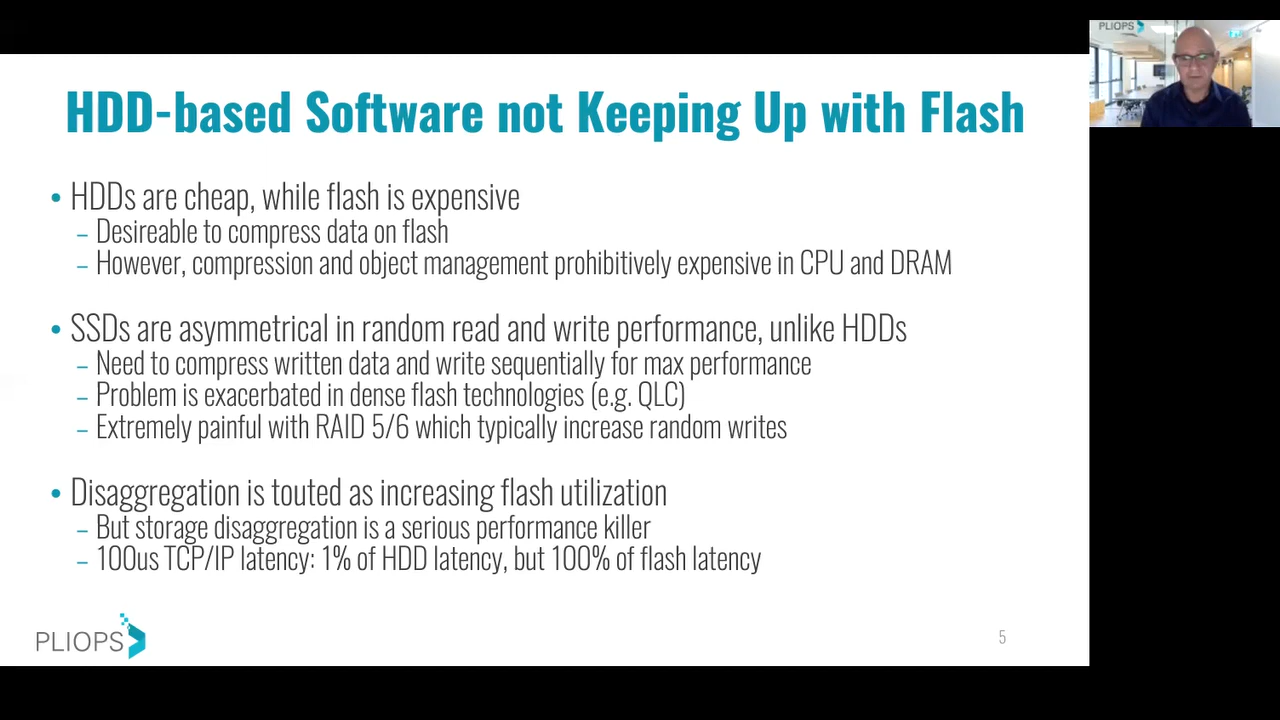 PLIOPS
HDD-based Software not Keeping Up with Flash
• HDDs are cheap, while flash is expensive
– Desireable to compress data on flash
– However, compression and object management prohibitively expensive in CPU and DRAM
• SSDs are asymmetrical in random read and write performance, unlike HDDs
– Need to compress written data and write sequentially for max performance
– Problem is exacerbated in dense flash technologies (e.g. QLC)
– Extremely painful with RAID 5/6 which typically increase random writes
• Disaggregation is touted as increasing flash utilization
– But storage disaggregation is a serious performance killer
– 100us TCP/IP latency: 1% of HDD latency, but 100% of flash latency
PLIOPS
5